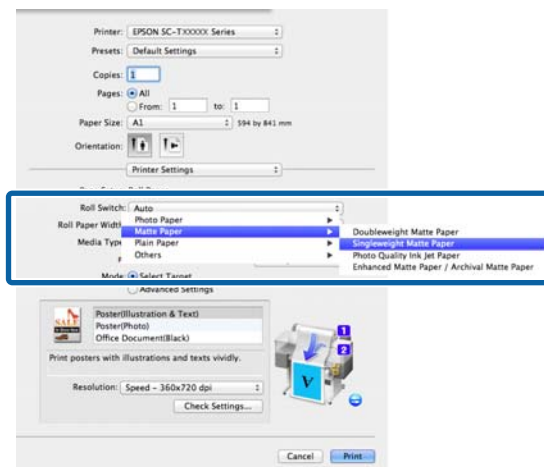 Printer: EPSON SC-TXXXXX Series
Presets: Default Settings
Copies: 1
Pages: All
From: 1 to: 1
Paper Size: A1 594 by 841 mm
Orientation:
Printer Settings
Roll Switch: Auto
Photo Paper
Roll Paper Width
Matte Paper
Doubleweight Matte Paper
Media Type
Plain Paper
Singleweight Matte Paper
Others
Photo Quality Ink Jet Paper
Enhanced Matte Paper / Archival Matte Paper
Mode: Select Target
Advanced Settings
SALE
Poster(Illustration & Text)
Poster(Photo)
Office Document(Black)
1
2
V
Print posters with illustrations and texts vividly.
Resolution: Speed - 360x720 dpi
Check Settings...
Cancel Print